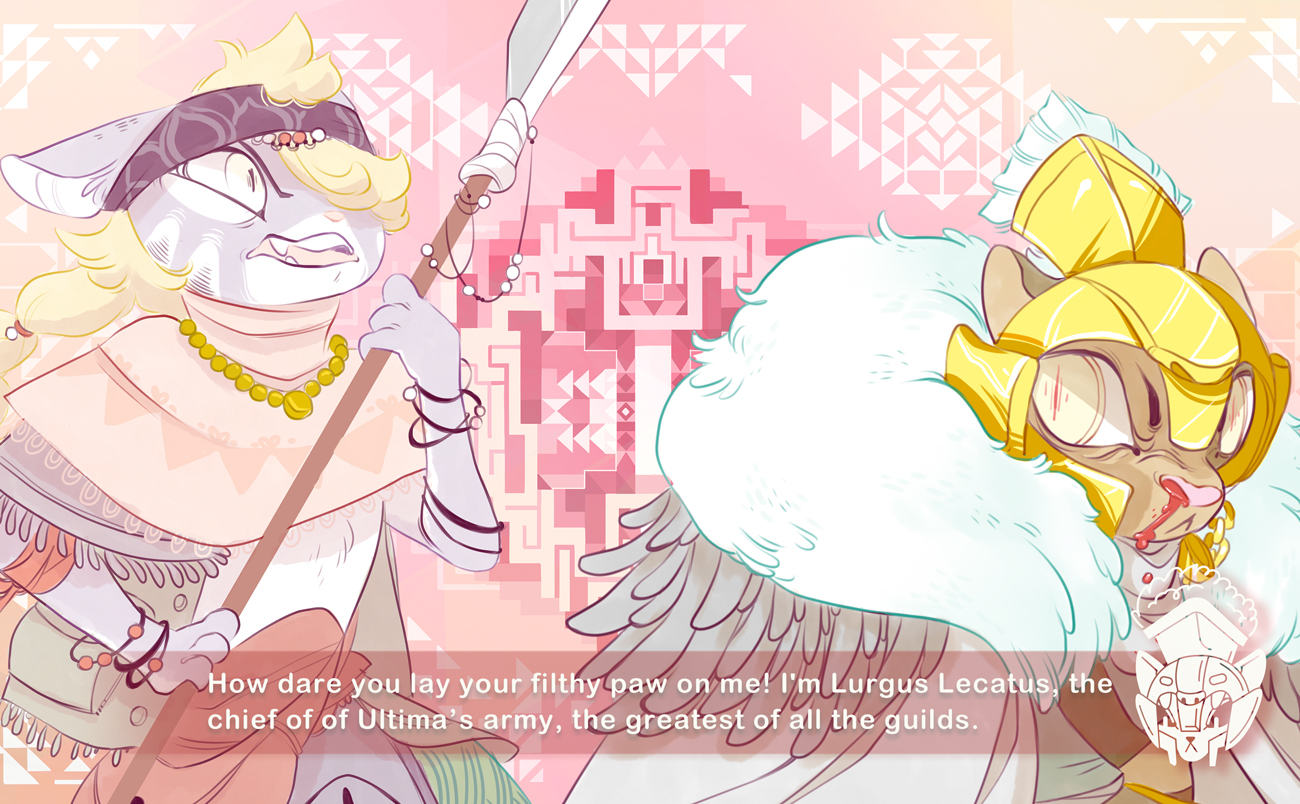 How dare you lay your filthy paw on me! I'm Lurgus Lecatus, the
chief of of Ultima’s army, the greatest of all the guilds.